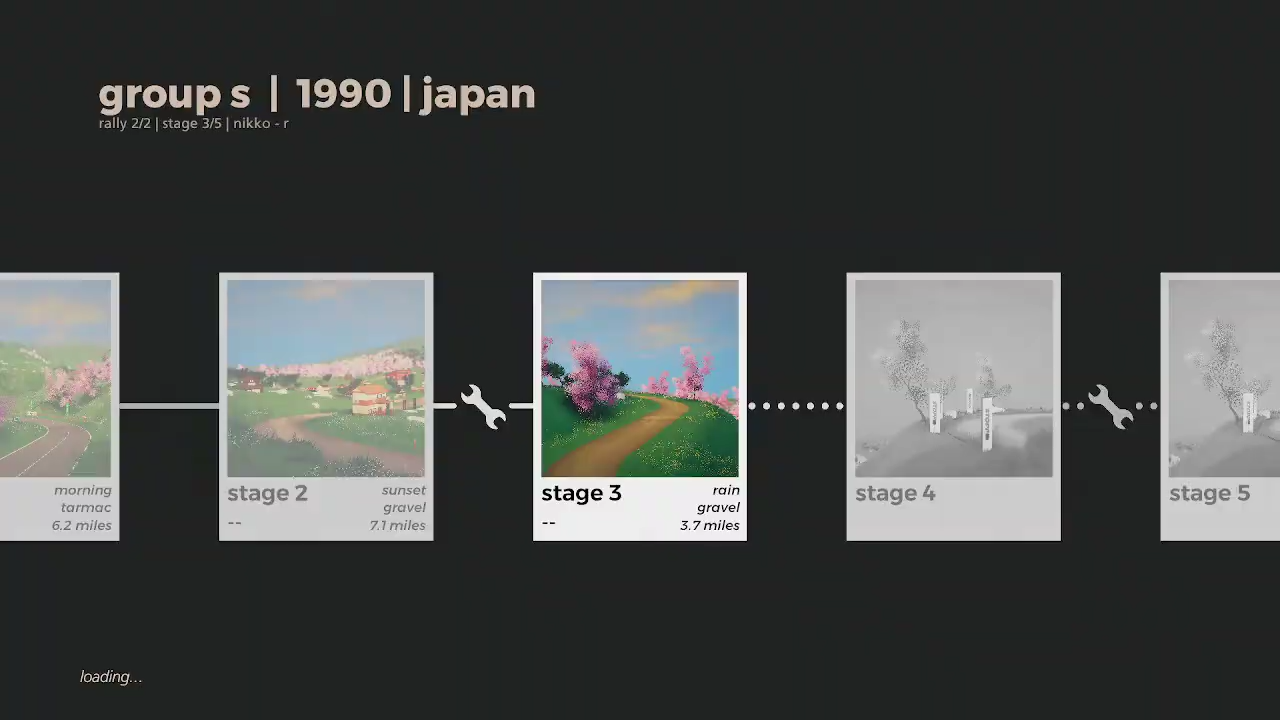 group s | 1990 | japan
rally 2/2 | stage 3/5 | nikko - r
morning
tarmac
6.2 miles
stage 2
--
sunset
gravel
7.1 miles
stage 3
--
rain
gravel
3.7 miles
stage 4
stage 5
loading...